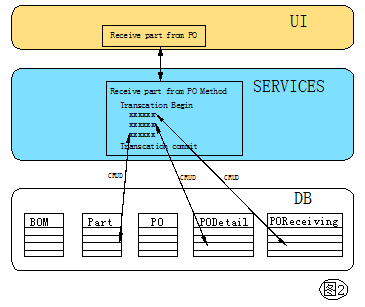 UI
Receive part from PO
SERVICES
Receive part from PO Method
Transcation Begin
xxxxxx
xxxxxx
xxxxxx
Transcation commit
CRUD
CRUD
CRUD
DB
BOM
Part
PO
PODetail
POReceiving
图2